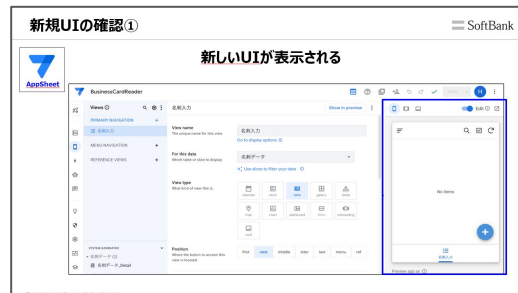 新規UIの確認①
SoftBank
新しいUIが表示される
AppSheet
BusinessCardReader
Views
名刺入力
Show in preview
Edit
PRIMARY NAVIGATION
名刺入力
MENU NAVIGATION
REFERENCE VIEWS
View name
The unique name for this view
名刺入力
Go to display options
For this data
Which table or slice to display
名刺データ
Use slices to filter your data
View type
What kind of view this is
calendar
deck
table
gallery
detail
map
chart
dashboard
form
onboarding
card
No items
SYSTEM GENERATED
名刺データ (2)
名刺データ_Detail
Position
Where the button to access this view is located
first
next
middle
later
last
menu
ref
名刺入力
Preview app as